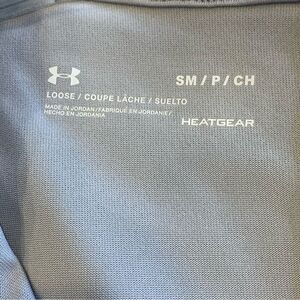 SM / P / CH
LOOSE / COUPE LÂCHE / SUELTO
MADE IN JORDAN/FABRIQUÉ EN JORDANIE/
HECHO EN JORDANIA
HEATGEAR